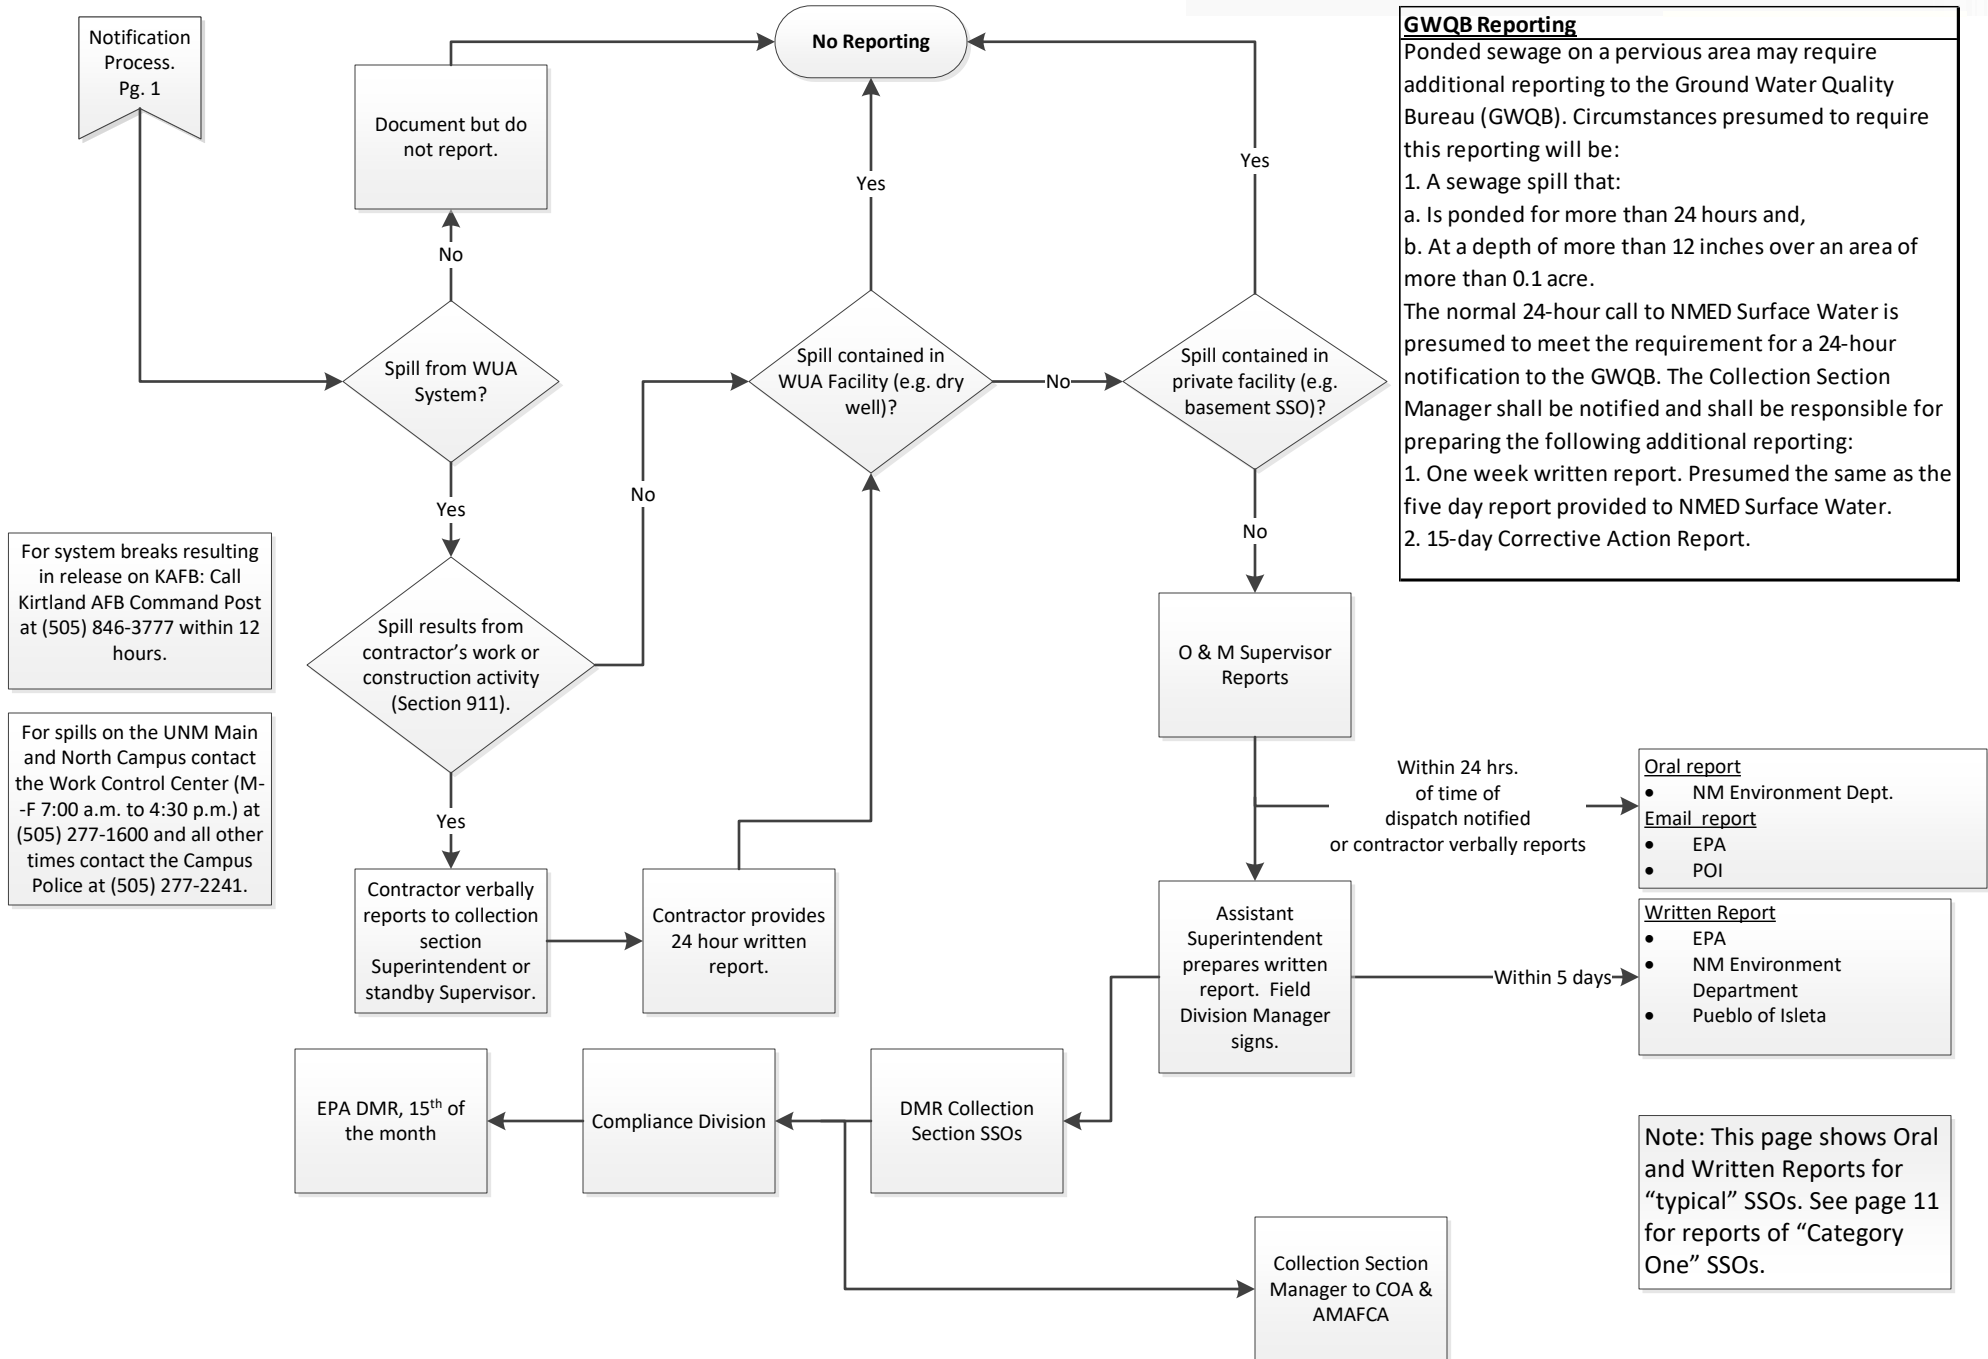 Notification
Process.
Pg. 1
No Reporting
Document but do
not report.
Yes
Yes
No
Spill from WUA
System?
Spill contained in
WUA Facility (e.g. dry
well)?
No
Spill contained in
private facility (e.g.
basement SSO)?
Yes
No
No
GWQB Reporting
Ponded sewage on a pervious area may require
additional reporting to the Ground Water Quality
Bureau (GWQB). Circumstances presumed to require
this reporting will be:
1. A sewage spill that:
a. Is ponded for more than 24 hours and,
b. At a depth of more than 12 inches over an area of
more than 0.1 acre.
The normal 24-hour call to NMED Surface Water is
presumed to meet the requirement for a 24-hour
notification to the GWQB. The Collection Section
Manager shall be notified and shall be responsible for
preparing the following additional reporting:
1. One week written report. Presumed the same as the
five day report provided to NMED Surface Water.
2. 15-day Corrective Action Report.
For system breaks resulting
in release on KAFB: Call
Kirtland AFB Command Post
at (505) 846-3777 within 12
hours.
Spill results from
contractor's work or
construction activity
(Section 911).
O & M Supervisor
Reports
For spills on the UNM Main
and North Campus contact
the Work Control Center (M-
-F 7:00 a.m. to 4:30 p.m.) at
(505) 277-1600 and all other
times contact the Campus
Police at (505) 277-2241.
Yes
Within 24 hrs.
of time of
dispatch notified
or contractor verbally reports
Oral report
• NM Environment Dept.
Email report
• EPA
• POI
Contractor verbally
reports to collection
section
Superintendent or
standby Supervisor.
Contractor provides
24 hour written
report.
Assistant
Superintendent
prepares written
report. Field
Division Manager
signs.
Within 5 days
Written Report
• EPA
• NM Environment
Department
• Pueblo of Isleta
EPA DMR, 15th of
the month
Compliance Division
DMR Collection
Section SSOs
Note: This page shows Oral
and Written Reports for
“typical” SSOs. See page 11
for reports of “Category
One” SSOs.
Collection Section
Manager to COA &
AMAFCA